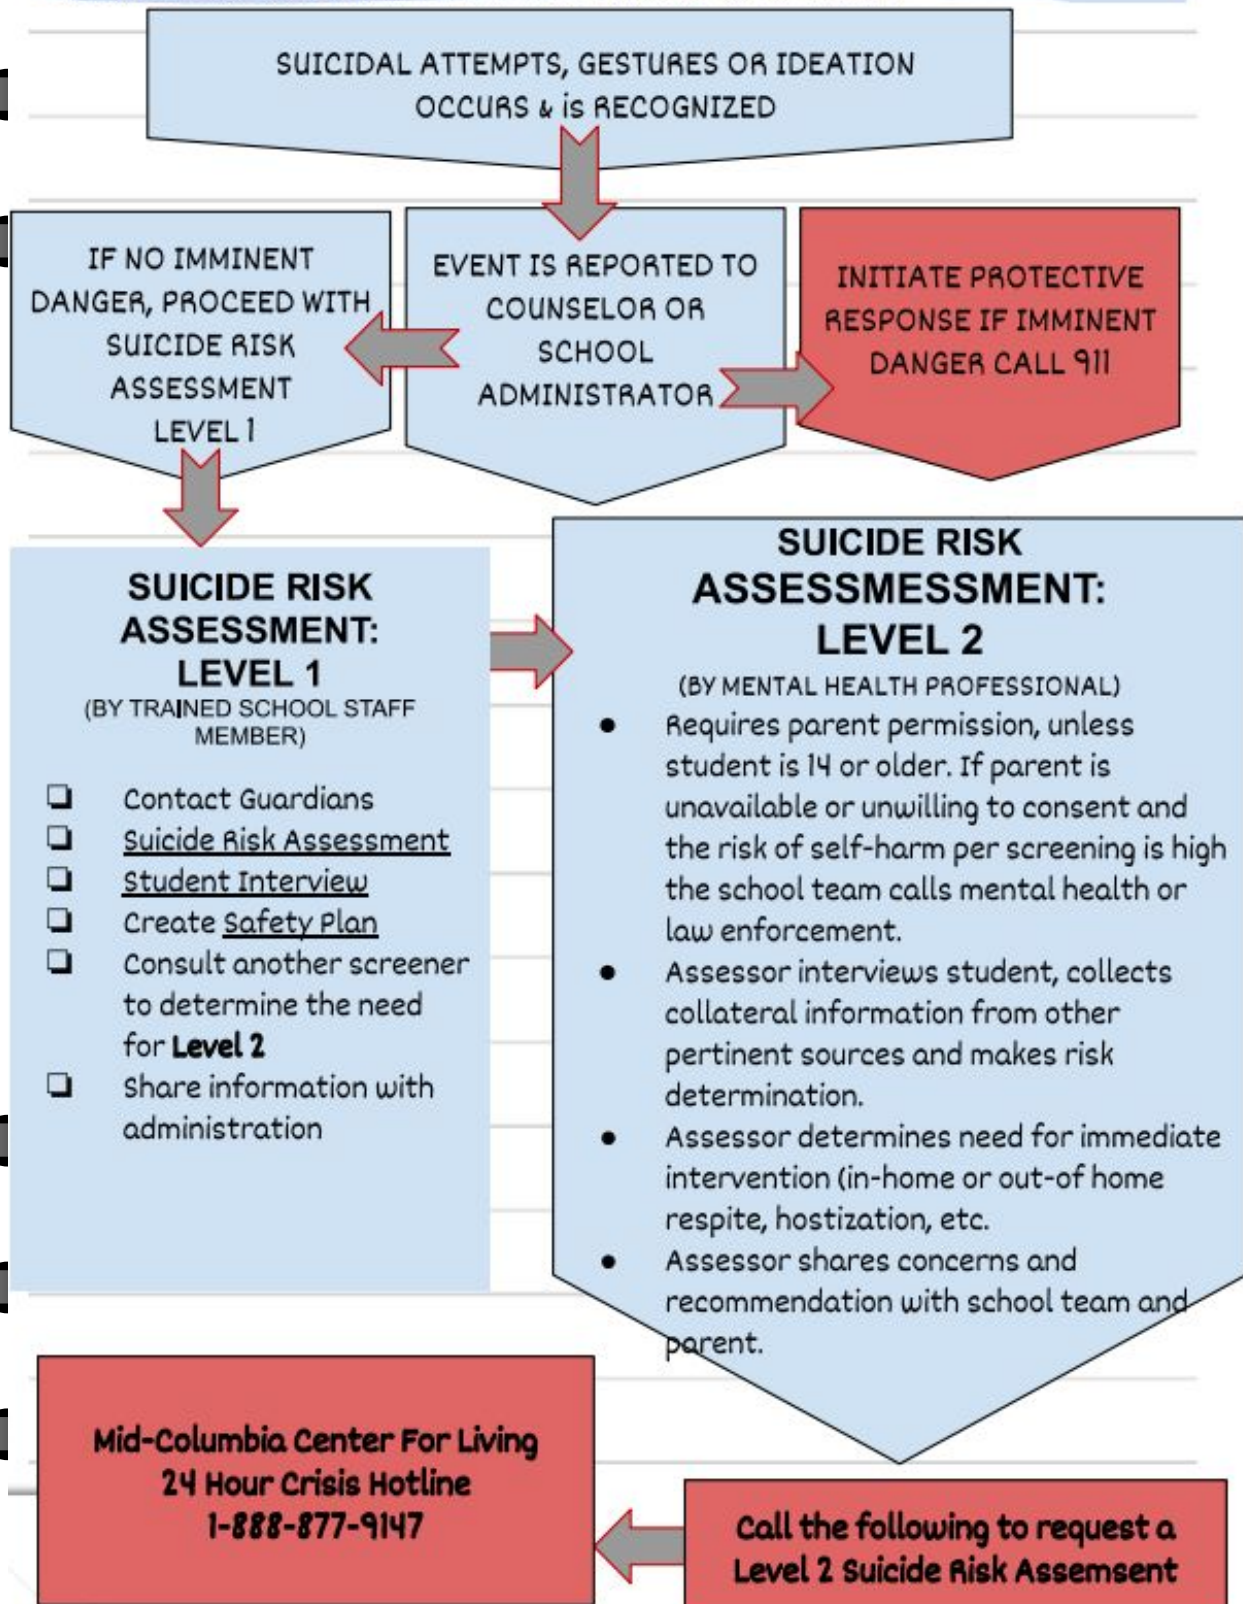 SUICIDAL ATTEMPTS, GESTURES OR IDEATION
OCCURS & is RECOGNIZED
IF NO IMMINENT
DANGER, PROCEED WITH
SUICIDE RISK
ASSESSMENT
LEVEL 1
EVENT IS REPORTED TO
COUNSELOR OR
SCHOOL
ADMINISTRATOR
INITIATE PROTECTIVE
RESPONSE IF IMMINENT
DANGER CALL 911
SUICIDE RISK
ASSESSMENT:
LEVEL 1
(BY TRAINED SCHOOL STAFF
MEMBER)
❏ Contact Guardians
❏ Suicide Risk Assessment
❏ Student Interview
❏ Create Safety Plan
❏ Consult another screener
to determine the need
for Level 2
❏ Share information with
administration
SUICIDE RISK
ASSESSMESSMENT:
LEVEL 2
(BY MENTAL HEALTH PROFESSIONAL)
● Requires parent permission, unless
student is 14 or older. If parent is
unavailable or unwilling to consent and
the risk of self-harm per screening is high
the school team calls mental health or
law enforcement.
● Assessor interviews student, collects
collateral information from other
pertinent sources and makes risk
determination.
● Assessor determines need for immediate
intervention (in-home or out-of home
respite, hostization, etc.
● Assessor shares concerns and
recommendation with school team and
parent.
Mid-Columbia Center For Living
24 Hour Crisis Hotline
1-888-877-9147
Call the following to request a
Level 2 Suicide Risk Assemsent